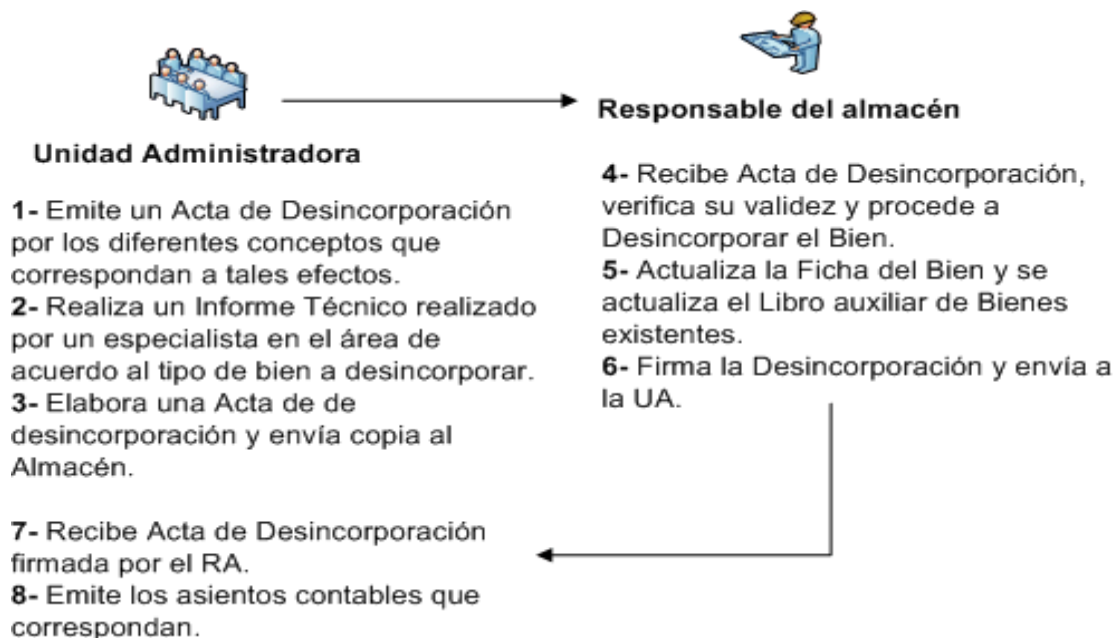 Unidad Administradora
1- Emite un Acta de Desincorporación
por los diferentes conceptos que
correspondan a tales efectos.
2- Realiza un Informe Técnico realizado
por un especialista en el área de
acuerdo al tipo de bien a desincorporar.
3- Elabora una Acta de de
desincorporación y envía copia al
Almacén.
Responsable del almacén
4- Recibe Acta de Desincorporación,
verifica su validez y procede a
Desincorporar el Bien.
5- Actualiza la Ficha del Bien y se
actualiza el Libro auxiliar de Bienes
existentes.
6- Firma la Desincorporación y envía a
la UA.
7- Recibe Acta de Desincorporación
firmada por el RA.
8- Emite los asientos contables que
correspondan.